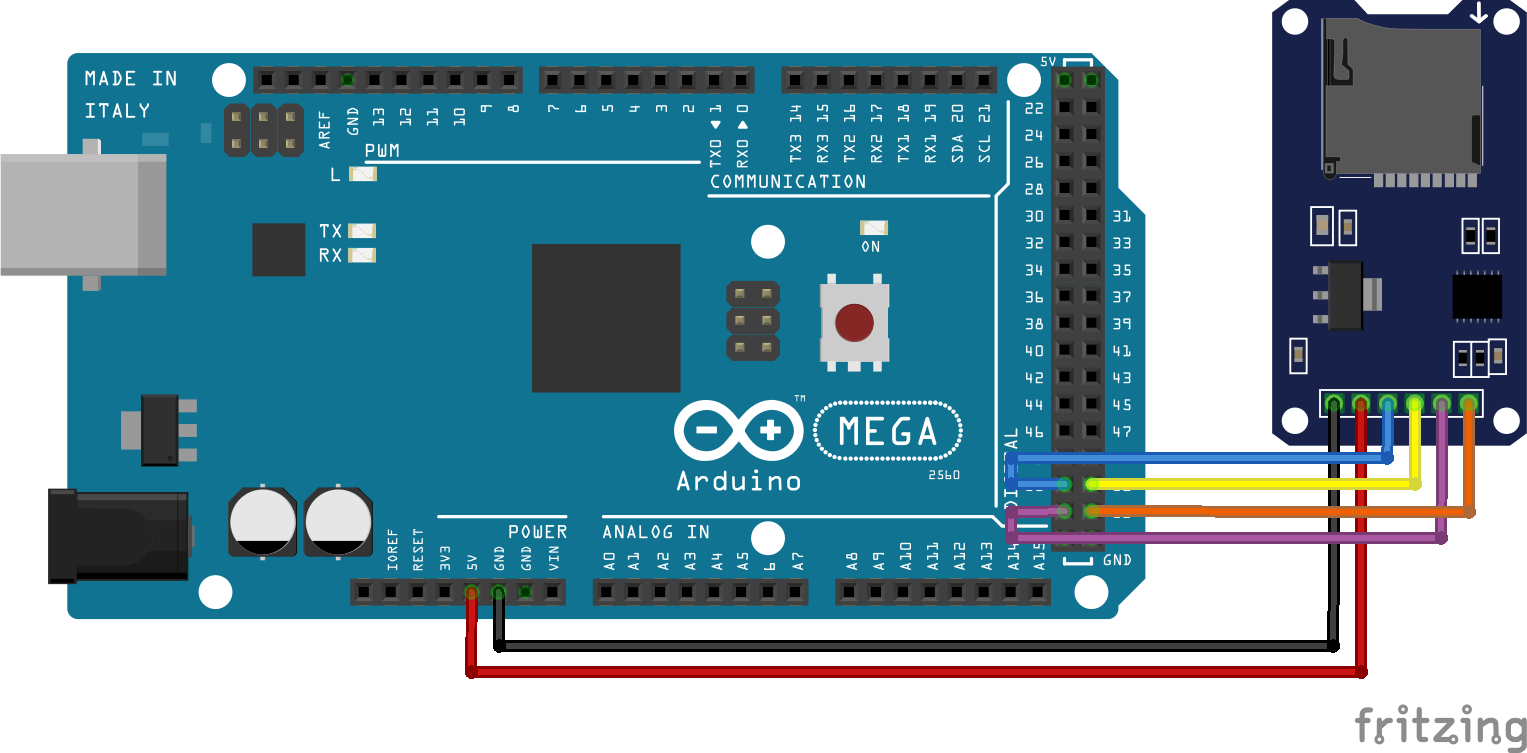 MADE IN
ITALY
AREF
GND
13
12
11
10
9
8
7
6
5
4
3
2
TX0 ◄ 1
RX0 ► 0
TX3 14
RX3 15
TX2 16
RX2 17
TX1 18
RX1 19
SDA 20
SCL 21
5V
PWM
COMMUNICATION
L
TX
RX
ON
22
24
26
28
30 31
32 33
34 35
36 37
38 39
40 41
42 43
44 45
46 47
TM
MEGA
2560
Arduino
POWER
ANALOG IN
IOREF
RESET
3V3
5V
GND
GND
VIN
A0
A1
A2
A3
A4
A5
A7
A8
A9
A10
A11
A12
A13
A14
A15
GND
fritzing